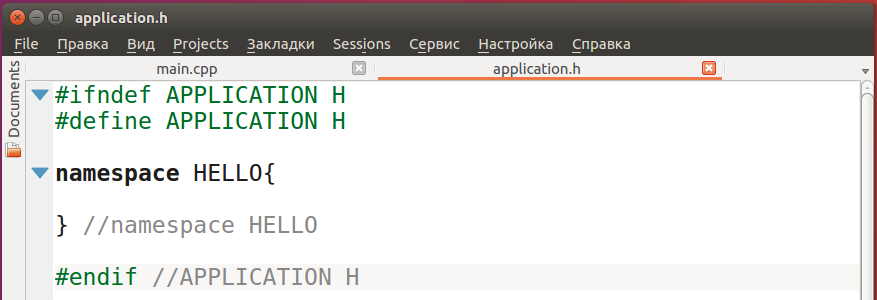 application.h
File Правка Вид Projects Закладки Sessions Сервис Настройка Справка
main.cpp application.h
Documents
#ifndef APPLICATION H
#define APPLICATION H
namespace HELLO{
} //namespace HELLO
#endif //APPLICATION H